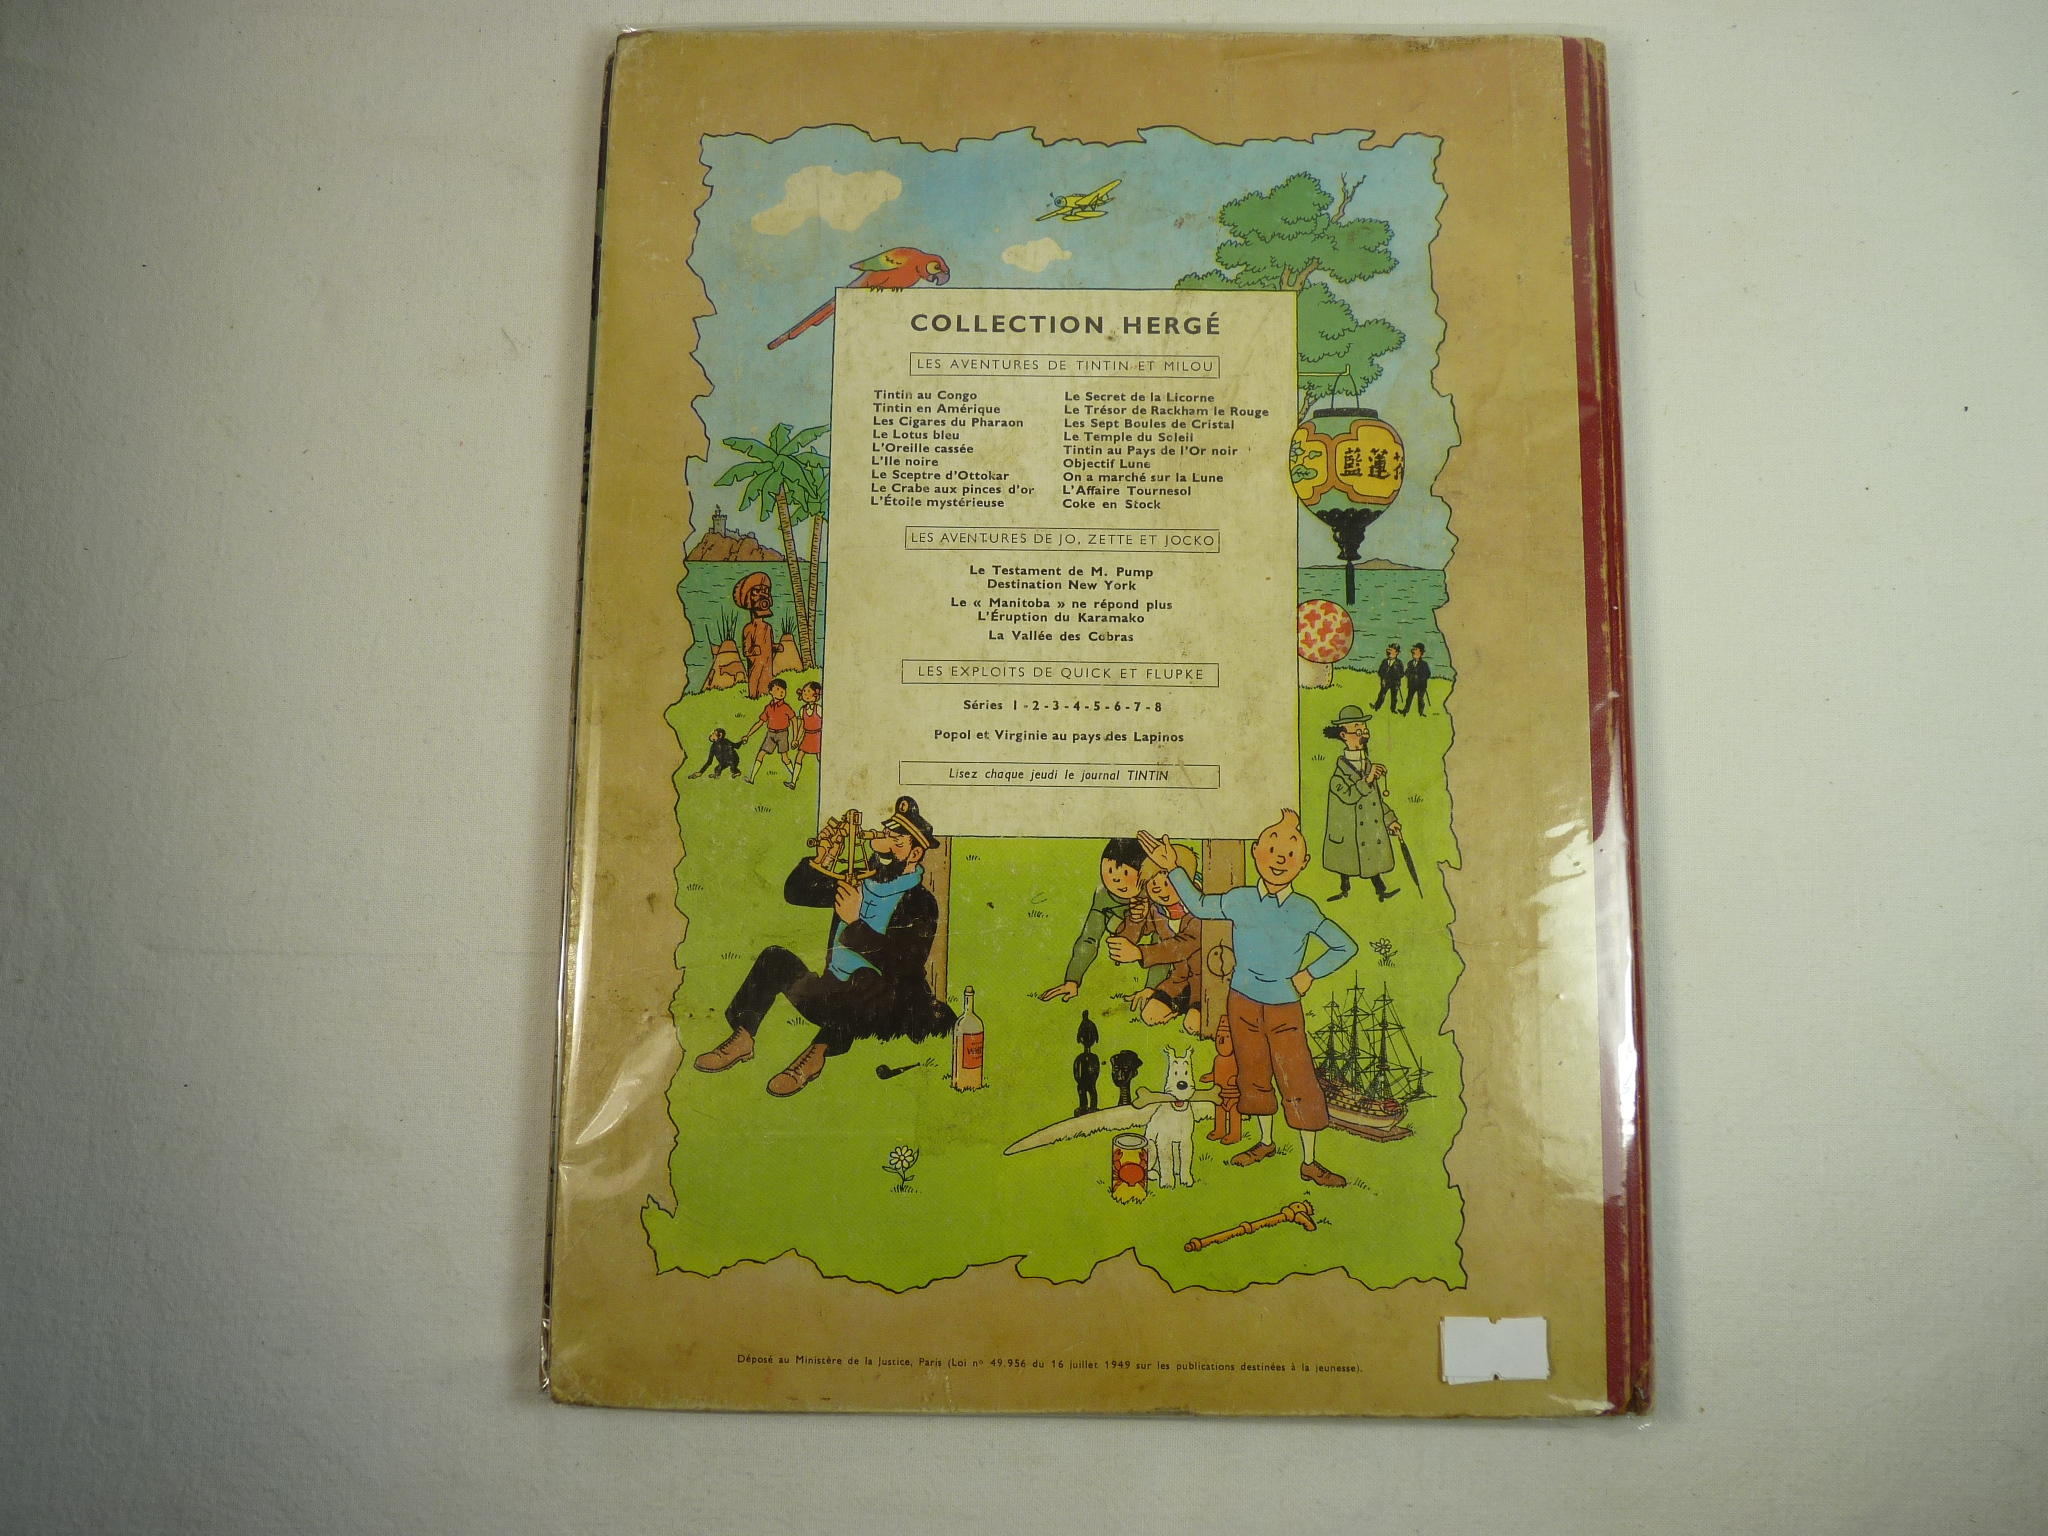 COLLECTION HERGÉ
LES AVENTURES DE TINTIN ET MILOU
Tintin au Congo
Tintin en Amérique
Les Cigares du Pharaon
Le Lotus bleu
L'Oreille cassée
L'Ile noire
Le Sceptre d'Ottokar
Le Crabe aux pinces d'or
L'Étoile mystérieuse
Le Secret de la Licorne
Le Trésor de Rackham le Rouge
Les Sept Boules de Cristal
Le Temple du Soleil
Tintin au Pays de l'Or noir
Objectif Lune
On a marché sur la Lune
L'Affaire Tournesol
Coke en Stock
藍蓮
LES AVENTURES DE JO, ZETTE ET JOCKO
Le Testament de M. Pump
Destination New York
Le « Manitoba » ne répond plus
L'Éruption du Karamako
La Vallée des Cobras
LES EXPLOITS DE QUICK ET FLUPKE
Séries 1 - 2 - 3 - 4 - 5 - 6 - 7 - 8
Popol et Virginie au pays des Lapinos
Lisez chaque jeudi le journal TINTIN
Déposé au Ministère de la Justice, Paris (Loi nº 49.956 du 16 juillet 1949 sur les publications destinées à la jeunesse).